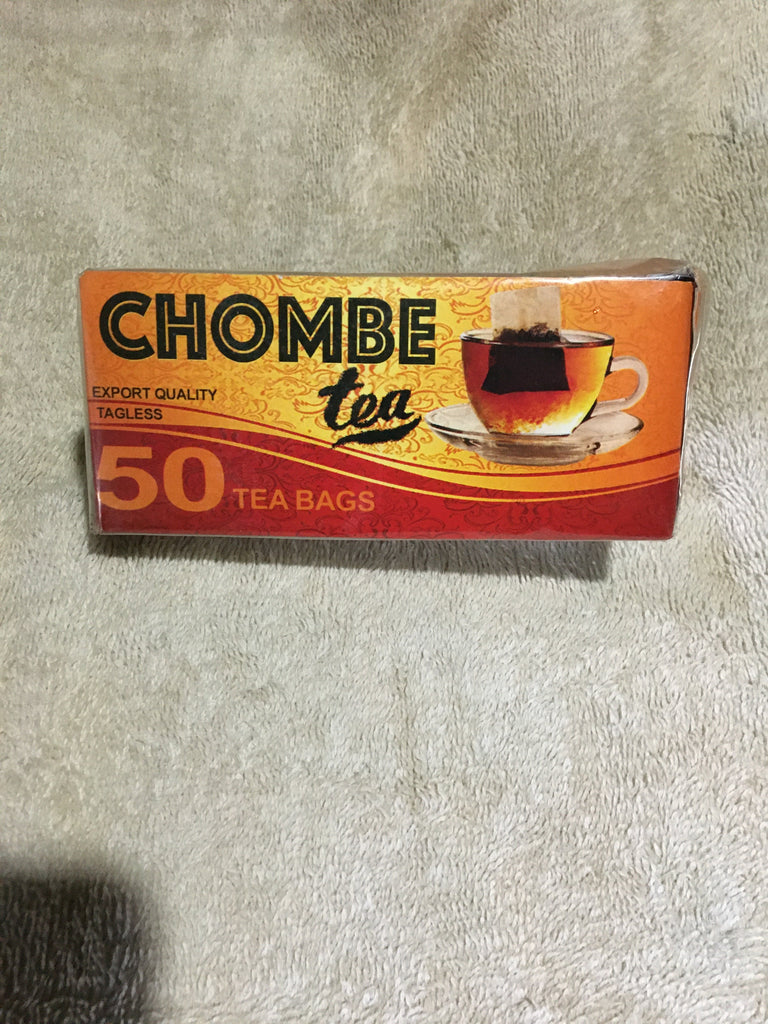 CHOMBE
tea
EXPORT QUALITY
TAGLESS
50 TEA BAGS